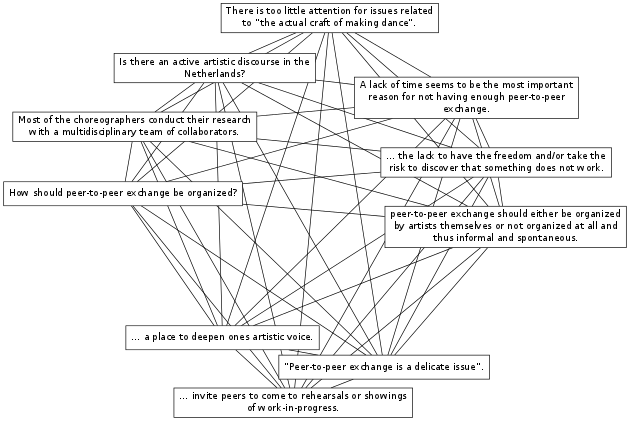 There is too little attention for issues related
to "the actual craft of making dance".
Is there an active artistic discourse in the
Netherlands?
A lack of time seems to be the most important
reason for not having enough peer-to-peer
exchange.
Most of the choreographers conduct their research
with a multidisciplinary team of collaborators.
... the lack to have the freedom and/or take the
risk to discover that something does not work.
How should peer-to-peer exchange be organized?
peer-to-peer exchange should either be organized
by artists themselves or not organized at all and
thus informal and spontaneous.
... a place to deepen ones artistic voice.
"Peer-to-peer exchange is a delicate issue".
... invite peers to come to rehearsals or showings
of work-in-progress.